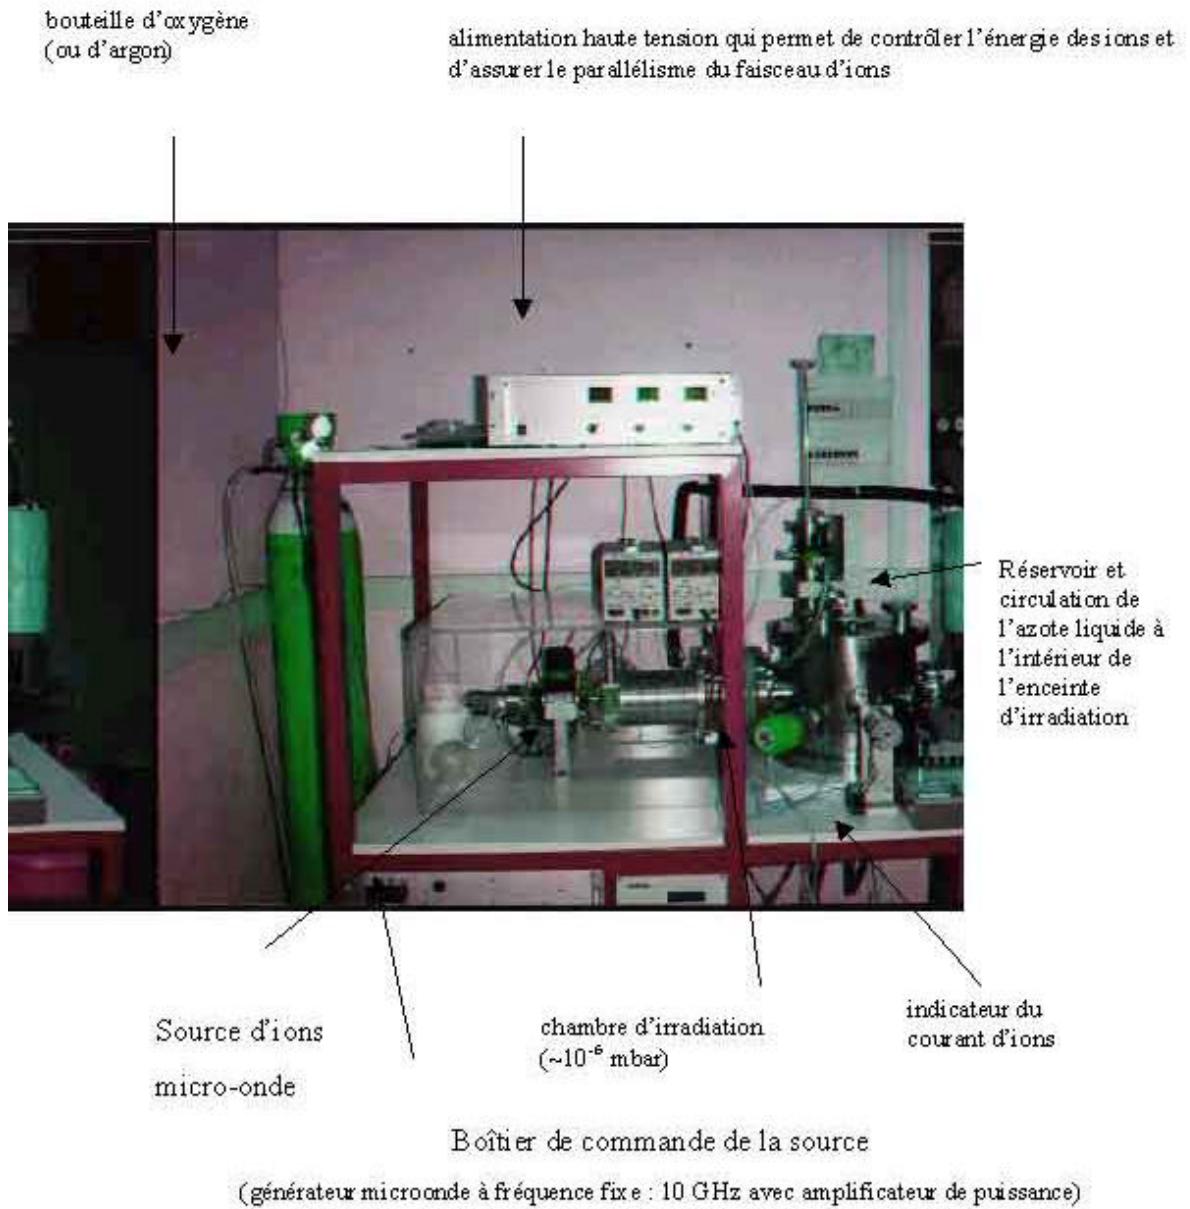 bouteille d'oxygène
(ou d'argon)
alimentation haute tension qui permet de contrôler l'énergie des ions et
d'assurer le parallélisme du faisceau d'ions
Réservoir et
circulation de
l'azote liquide à
l'intérieur de
l'enceinte
d'irradiation
Source d'ions
micro-onde
chambre d'irradiation
(~10⁻⁶ mbar)
indicateur du
courant d'ions
Boîtier de commande de la source
(générateur microonde à fréquence fixe : 10 GHz avec amplificateur de puissance)